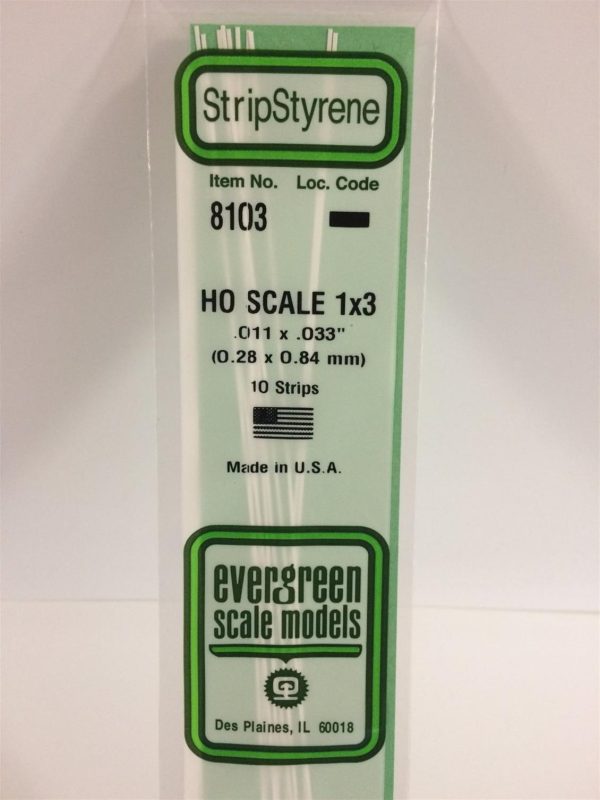 StripStyrene
Item No. Loc. Code
8103
HO SCALE 1x3
.011 x .033"
(0.28 x 0.84 mm)
10 Strips
Made in U.S.A.
evergreen
scale models
Des Plaines, IL 60018